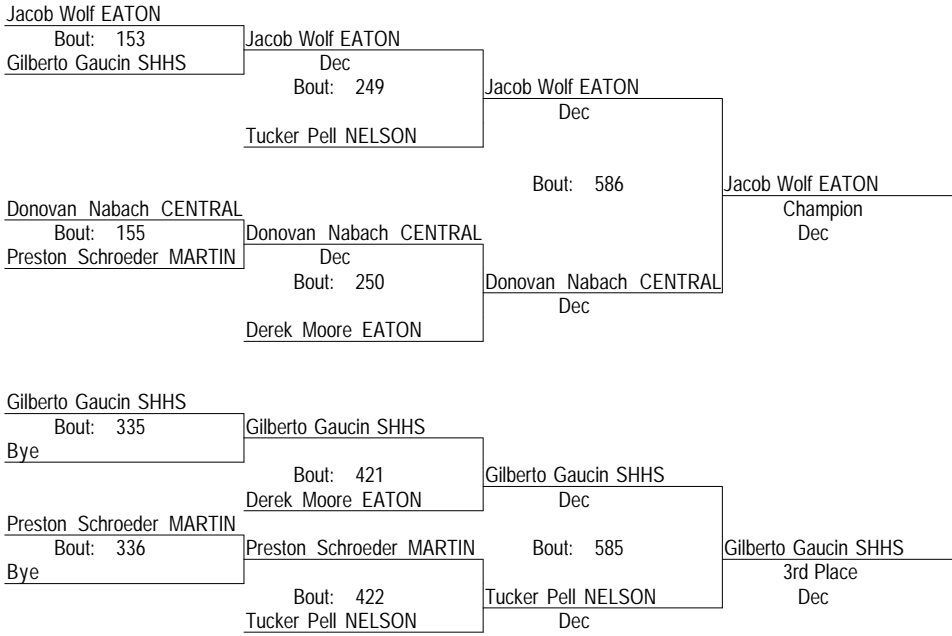 Jacob Wolf EATON
Bout: 153
Jacob Wolf EATON
Gilberto Gaucin SHHS
Dec
Bout: 249
Jacob Wolf EATON
Dec
Tucker Pell NELSON
Bout: 586
Jacob Wolf EATON
Donovan Nabach CENTRAL
Champion
Bout: 155
Donovan Nabach CENTRAL
Dec
Preston Schroeder MARTIN
Dec
Bout: 250
Donovan Nabach CENTRAL
Dec
Derek Moore EATON
Gilberto Gaucin SHHS
Bout: 335
Gilberto Gaucin SHHS
Bye
Bout: 421
Gilberto Gaucin SHHS
Derek Moore EATON
Dec
Preston Schroeder MARTIN
Bout: 336
Preston Schroeder MARTIN
Bout: 585
Gilberto Gaucin SHHS
Bye
3rd Place
Bout: 422
Tucker Pell NELSON
Dec
Tucker Pell NELSON
Dec